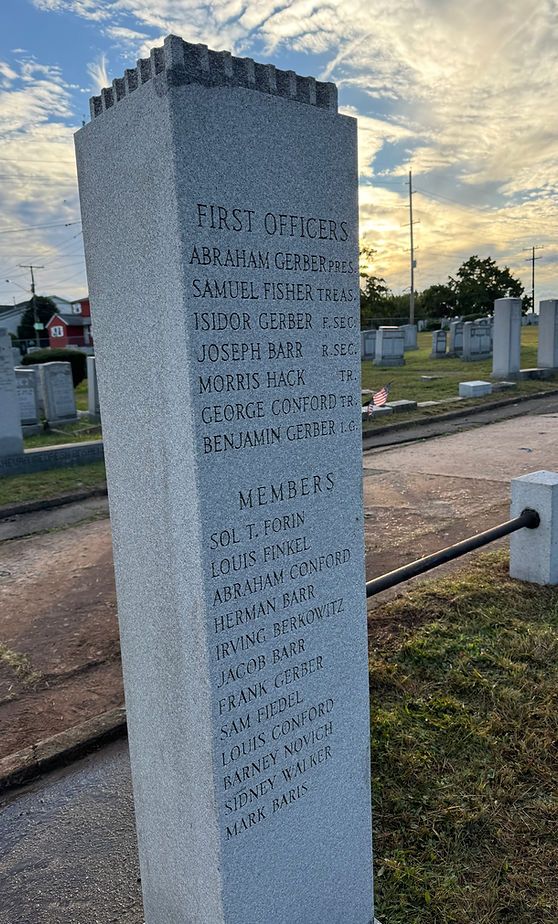 FIRST OFFICERS
ABRAHAM GERBER PRES.
SAMUEL FISHER TREAS.
ISIDOR GERBER F. SEC.
JOSEPH BARR R. SEC.
MORRIS HACK TR.
GEORGE CONFORD TR.
BENJAMIN GERBER I.G.
MEMBERS
SOL T. FORIN
LOUIS FINKEL
ABRAHAM CONFORD
HERMAN BARR
IRVING BERKOWITZ
JACOB BARR
FRANK GERBER
SAM FIEDEL
LOUIS CONFORD
BARNEY NOVICH
SIDNEY WALKER
MARK BARIS